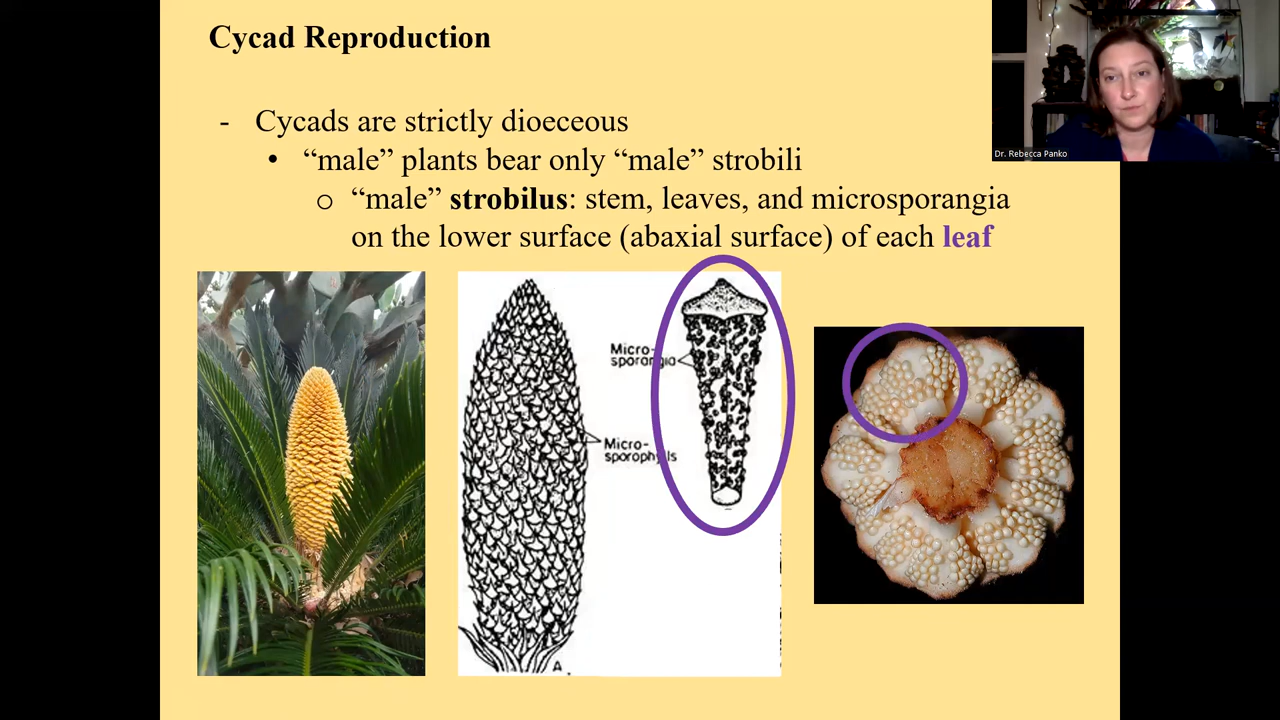 Cycad Reproduction
Dr. Rebecca Panko
- Cycads are strictly dioeceous
• “male” plants bear only “male” strobili
o “male” strobilus: stem, leaves, and microsporangia
on the lower surface (abaxial surface) of each leaf
Micro-
sporangia
Micro-
sporophylls
A.